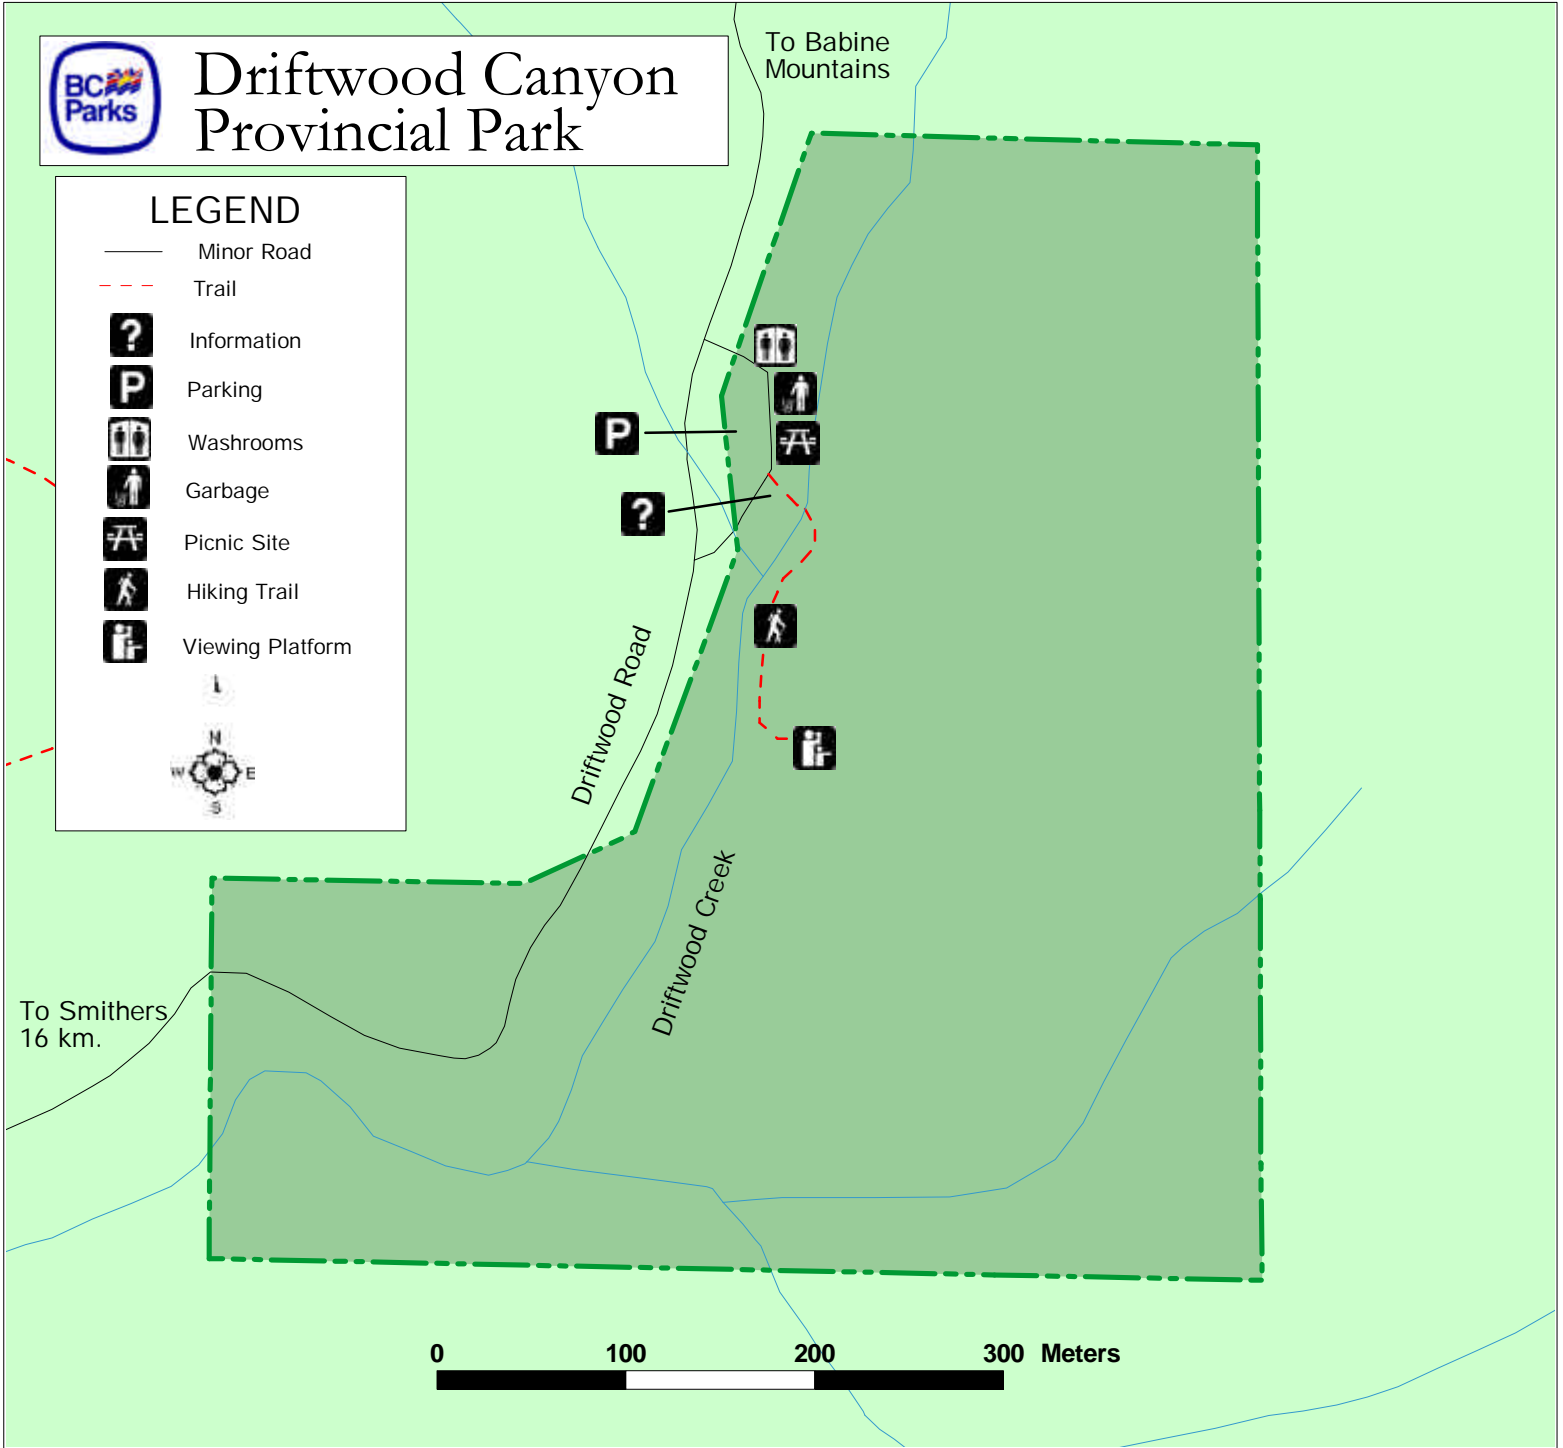 BC
Parks
Driftwood Canyon
Provincial Park
To Babine
Mountains
LEGEND
Minor Road
Trail
? Information
P Parking
Washrooms
Garbage
Picnic Site
Hiking Trail
Viewing Platform
N
W E
S
P
?
Driftwood Road
Driftwood Creek
To Smithers
16 km.
0 100 200 300 Meters